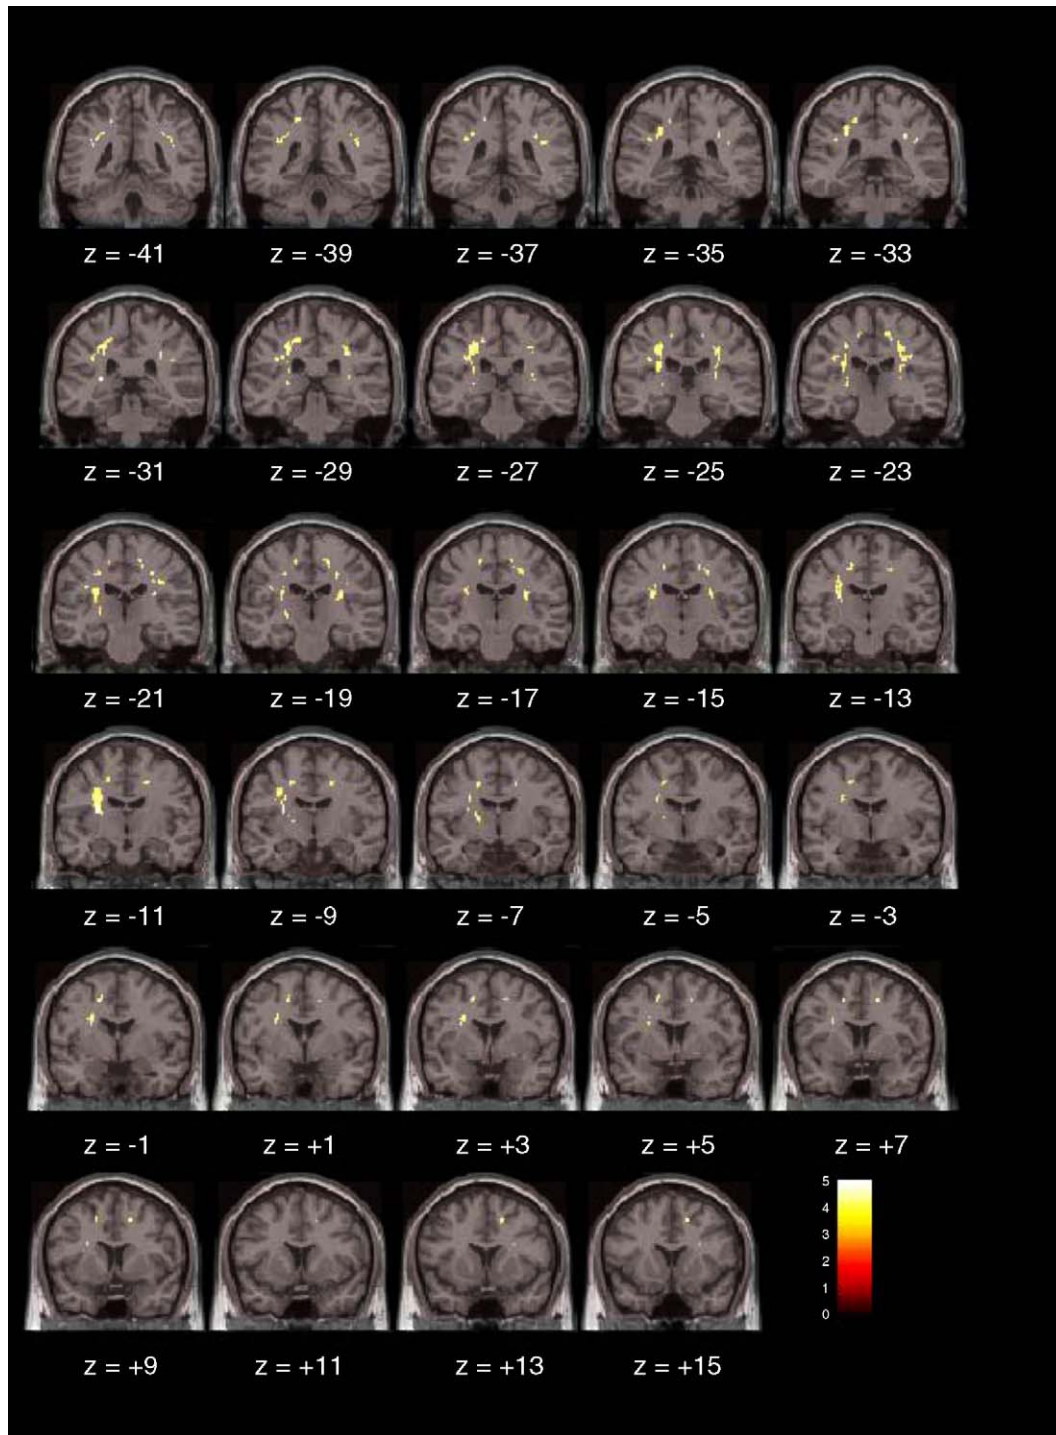 z = -41 z = -39 z = -37 z = -35 z = -33
z = -31 z = -29 z = -27 z = -25 z = -23
z = -21 z = -19 z = -17 z = -15 z = -13
z = -11 z = -9 z = -7 z = -5 z = -3
z = -1 z = +1 z = +3 z = +5 z = +7
5
4
3
2
1
0
z = +9 z = +11 z = +13 z = +15